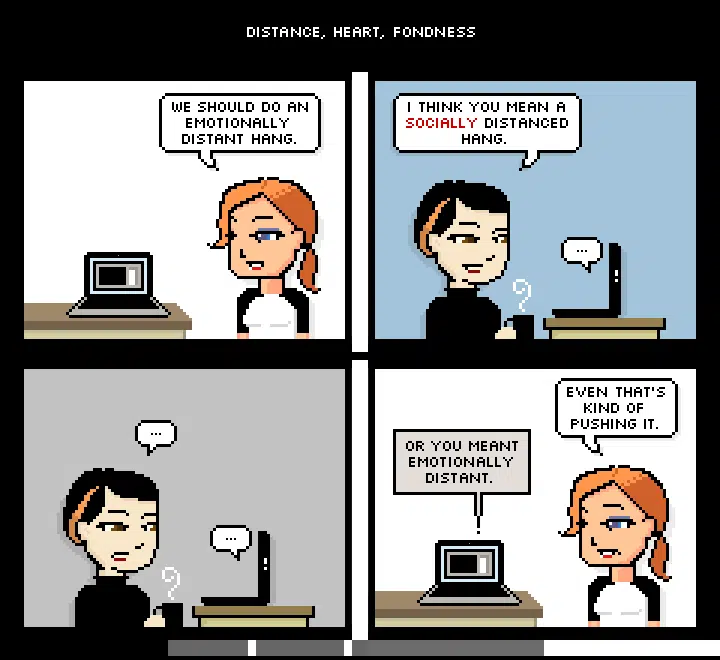 DISTANCE, HEART, FONDNESS
WE SHOULD DO AN
EMOTIONALLY
DISTANT HANG.
I THINK YOU MEAN A
SOCIALLY DISTANCED
HANG.
...
...
...
OR YOU MEANT
EMOTIONALLY
DISTANT.
EVEN THAT'S
KIND OF
PUSHING IT.